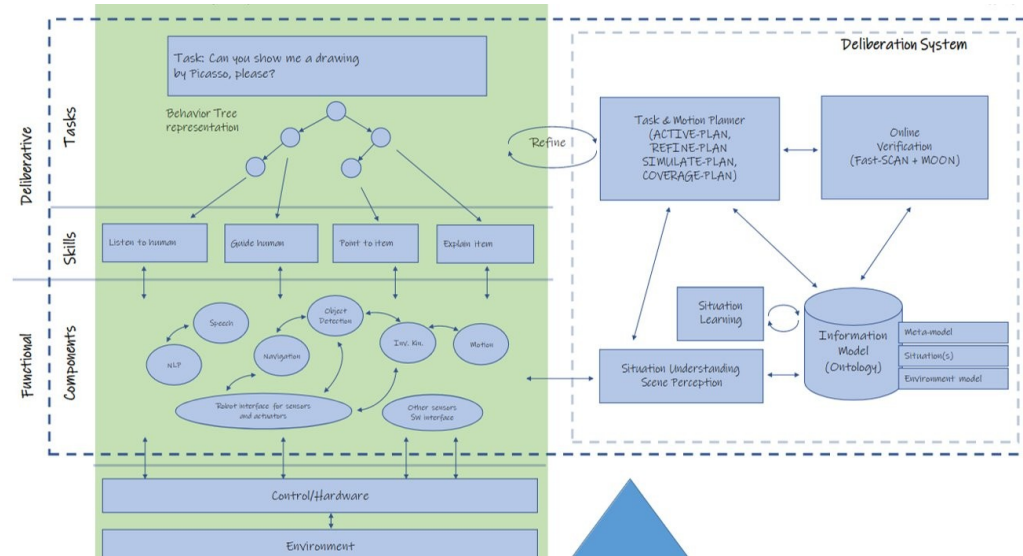 Deliberation System
Task: Can you show me a drawing
by Picasso, please?
Behavior Tree
representation
Refine
Task & Motion Planner
(ACTIVE-PLAN,
REFINE-PLAN
SIMULATE-PLAN,
COVERAGE-PLAN)
Online
Verification
(Fast-SCAN + MOON)
Deliberative
Tasks
Skills
Listen to human
Guide human
Point to item
Explain item
Functional
Components
Speech
Object
Detection
NLP
Navigation
Inv. Kin.
Motion
Robot interface for sensors
and actuators
Other sensors
SW interface
Situation
Learning
Situation Understanding
Scene Perception
Information
Model
(Ontology)
Meta-model
Situation(s)
Environment model
Control/Hardware
Environment